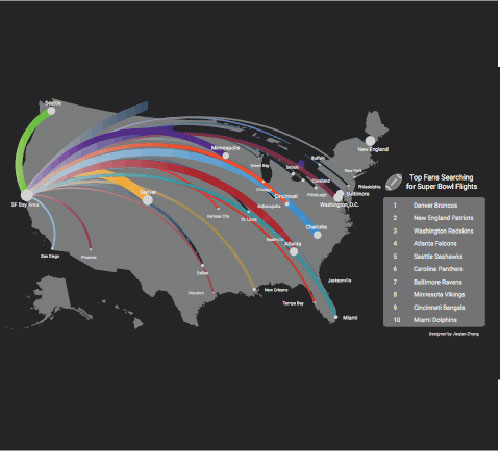 Seattle
Minneapolis
Green Bay
Detroit
Buffalo
New England
New York
Chicago
Cleveland
Pittsburgh
Philadelphia
Baltimore
SF Bay Area
Denver
Cincinnati
Indianapolis
Washington, D.C.
Kansas City
St. Louis
Charlotte
Nashville
Atlanta
San Diego
Phoenix
Dallas
Jacksonville
Houston
New Orleans
Tampa Bay
Miami
Top Fans Searching
for Super Bowl Flights
1 Denver Broncos
2 New England Patriots
3 Washington Redskins
4 Atlanta Falcons
5 Seattle Seahawks
6 Carolina Panthers
7 Baltimore Ravens
8 Minnesota Vikings
9 Cincinnati Bengals
10 Miami Dolphins